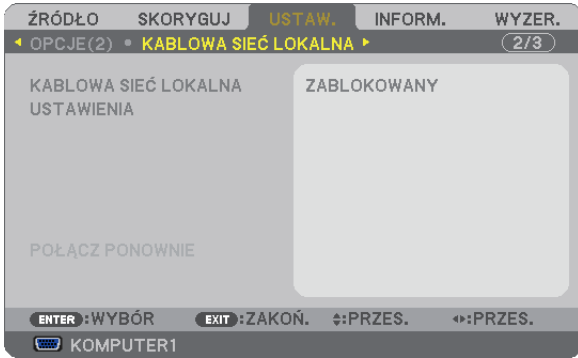 ŹRÓDŁO SKORYGUJ USTAW. INFORM. WYZER.
OPCJE(2) • KABLOWA SIEĆ LOKALNA 2/3
KABLOWA SIEĆ LOKALNA ZABLOKOWANY
USTAWIENIA
POŁĄCZ PONOWNIE
ENTER :WYBÓR EXIT :ZAKOŃ. :PRZES. :PRZES.
KOMPUTER1